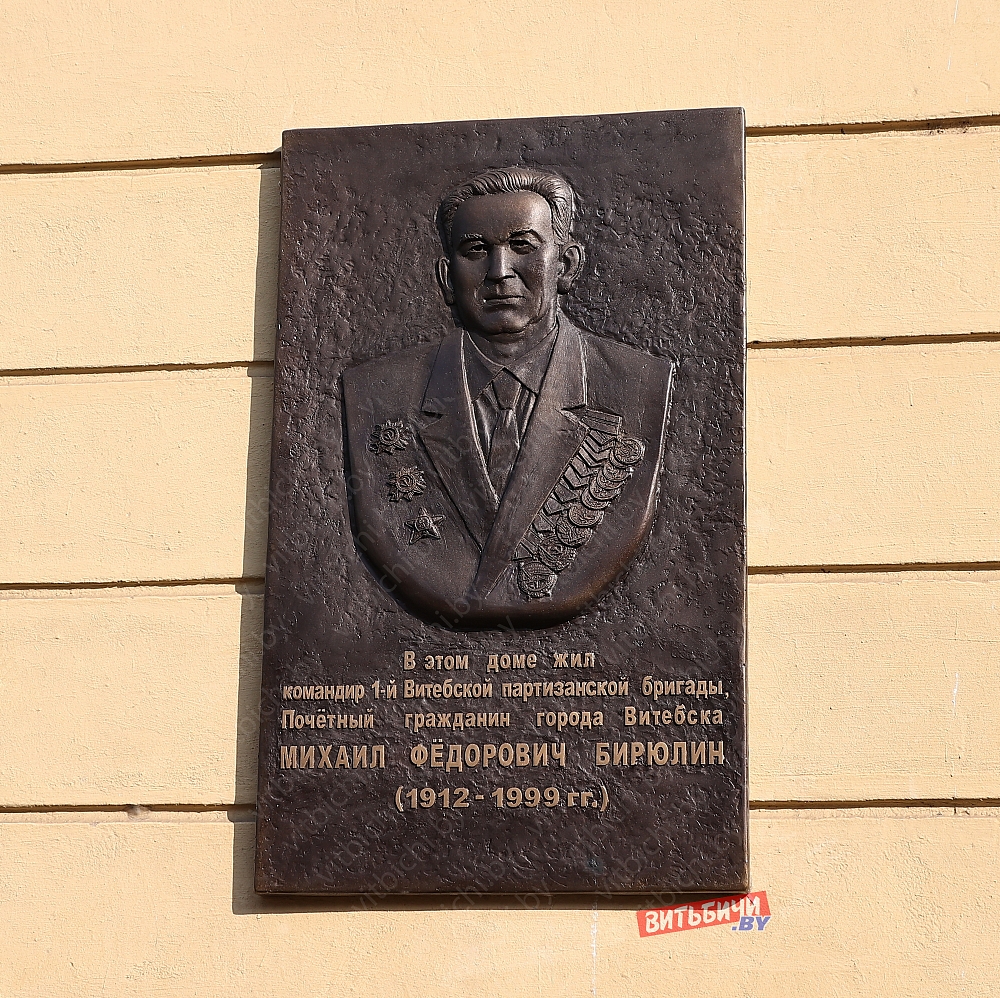 В этом доме жил
командир 1-й Витебской партизанской бригады,
Почётный гражданин города Витебска
МИХАИЛ ФЁДОРОВИЧ БИРЮЛИН
(1912 - 1999 гг.)
ВИТЬБИЧИ
.BY